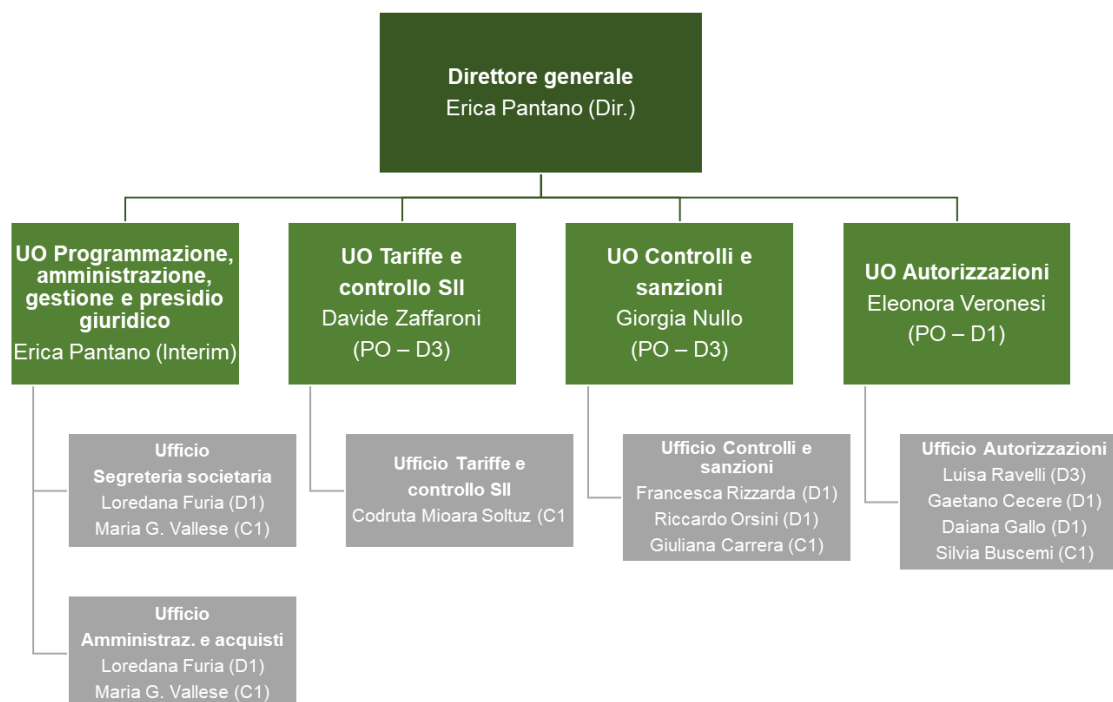 Direttore generale
Erica Pantano (Dir.)
UO Programmazione,
amministrazione,
gestione e presidio
giuridico
Erica Pantano (Interim)
UO Tariffe e
controllo SII
Davide Zaffaroni
(PO – D3)
UO Controlli e
sanzioni
Giorgia Nullo
(PO – D3)
UO Autorizzazioni
Eleonora Veronesi
(PO – D1)
Ufficio
Segreteria societaria
Loredana Furia (D1)
Maria G. Vallese (C1)
Ufficio Tariffe e
controllo SII
Codruta Mioara Soltuz (C1
Ufficio Controlli e
sanzioni
Francesca Rizzarda (D1)
Riccardo Orsini (D1)
Giuliana Carrera (C1)
Ufficio Autorizzazioni
Luisa Ravelli (D3)
Gaetano Cecere (D1)
Daiana Gallo (D1)
Silvia Buscemi (C1)
Ufficio
Amministraz. e acquisti
Loredana Furia (D1)
Maria G. Vallese (C1)